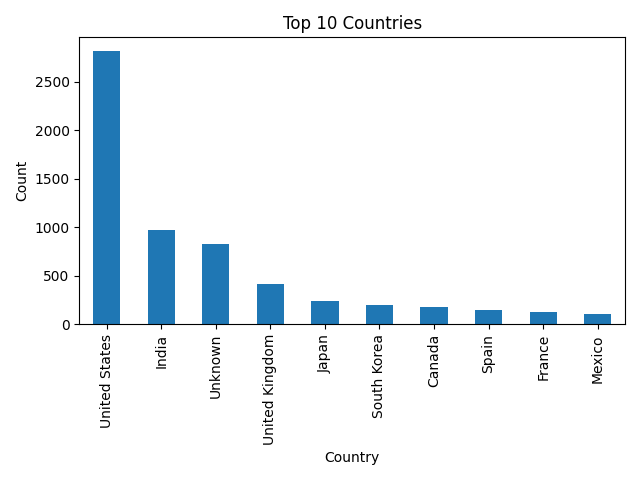 Top 10 Countries
Count
2500
2000
1500
1000
500
0
United States
India
Unknown
United Kingdom
Japan
South Korea
Canada
Spain
France
Mexico
Country